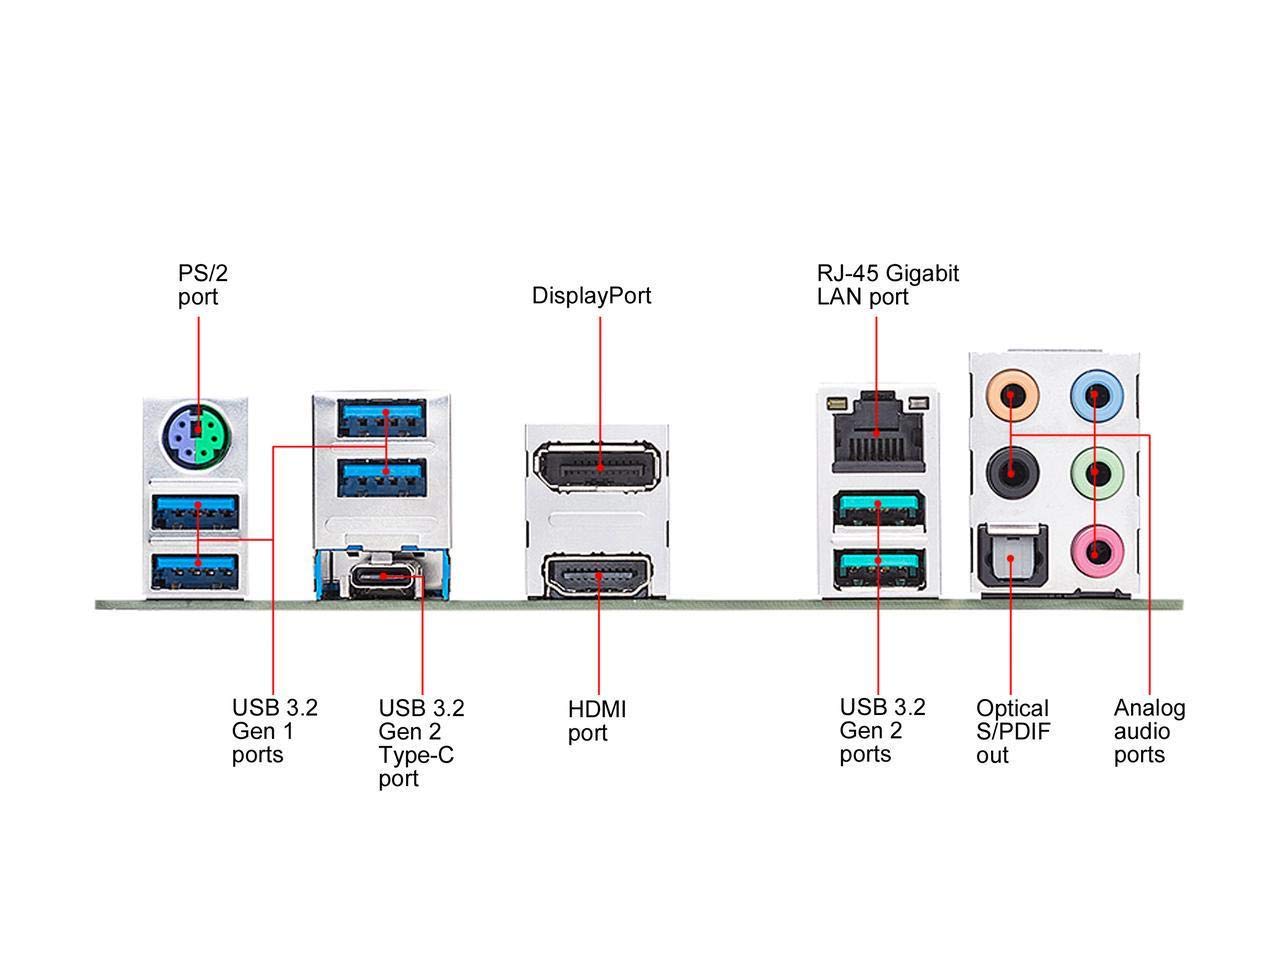 PS/2
port
DisplayPort
RJ-45 Gigabit
LAN port
USB 3.2
Gen 1
ports
USB 3.2
Gen 2
Type-C
port
HDMI
port
USB 3.2
Gen 2
ports
Optical
S/PDIF
out
Analog
audio
ports